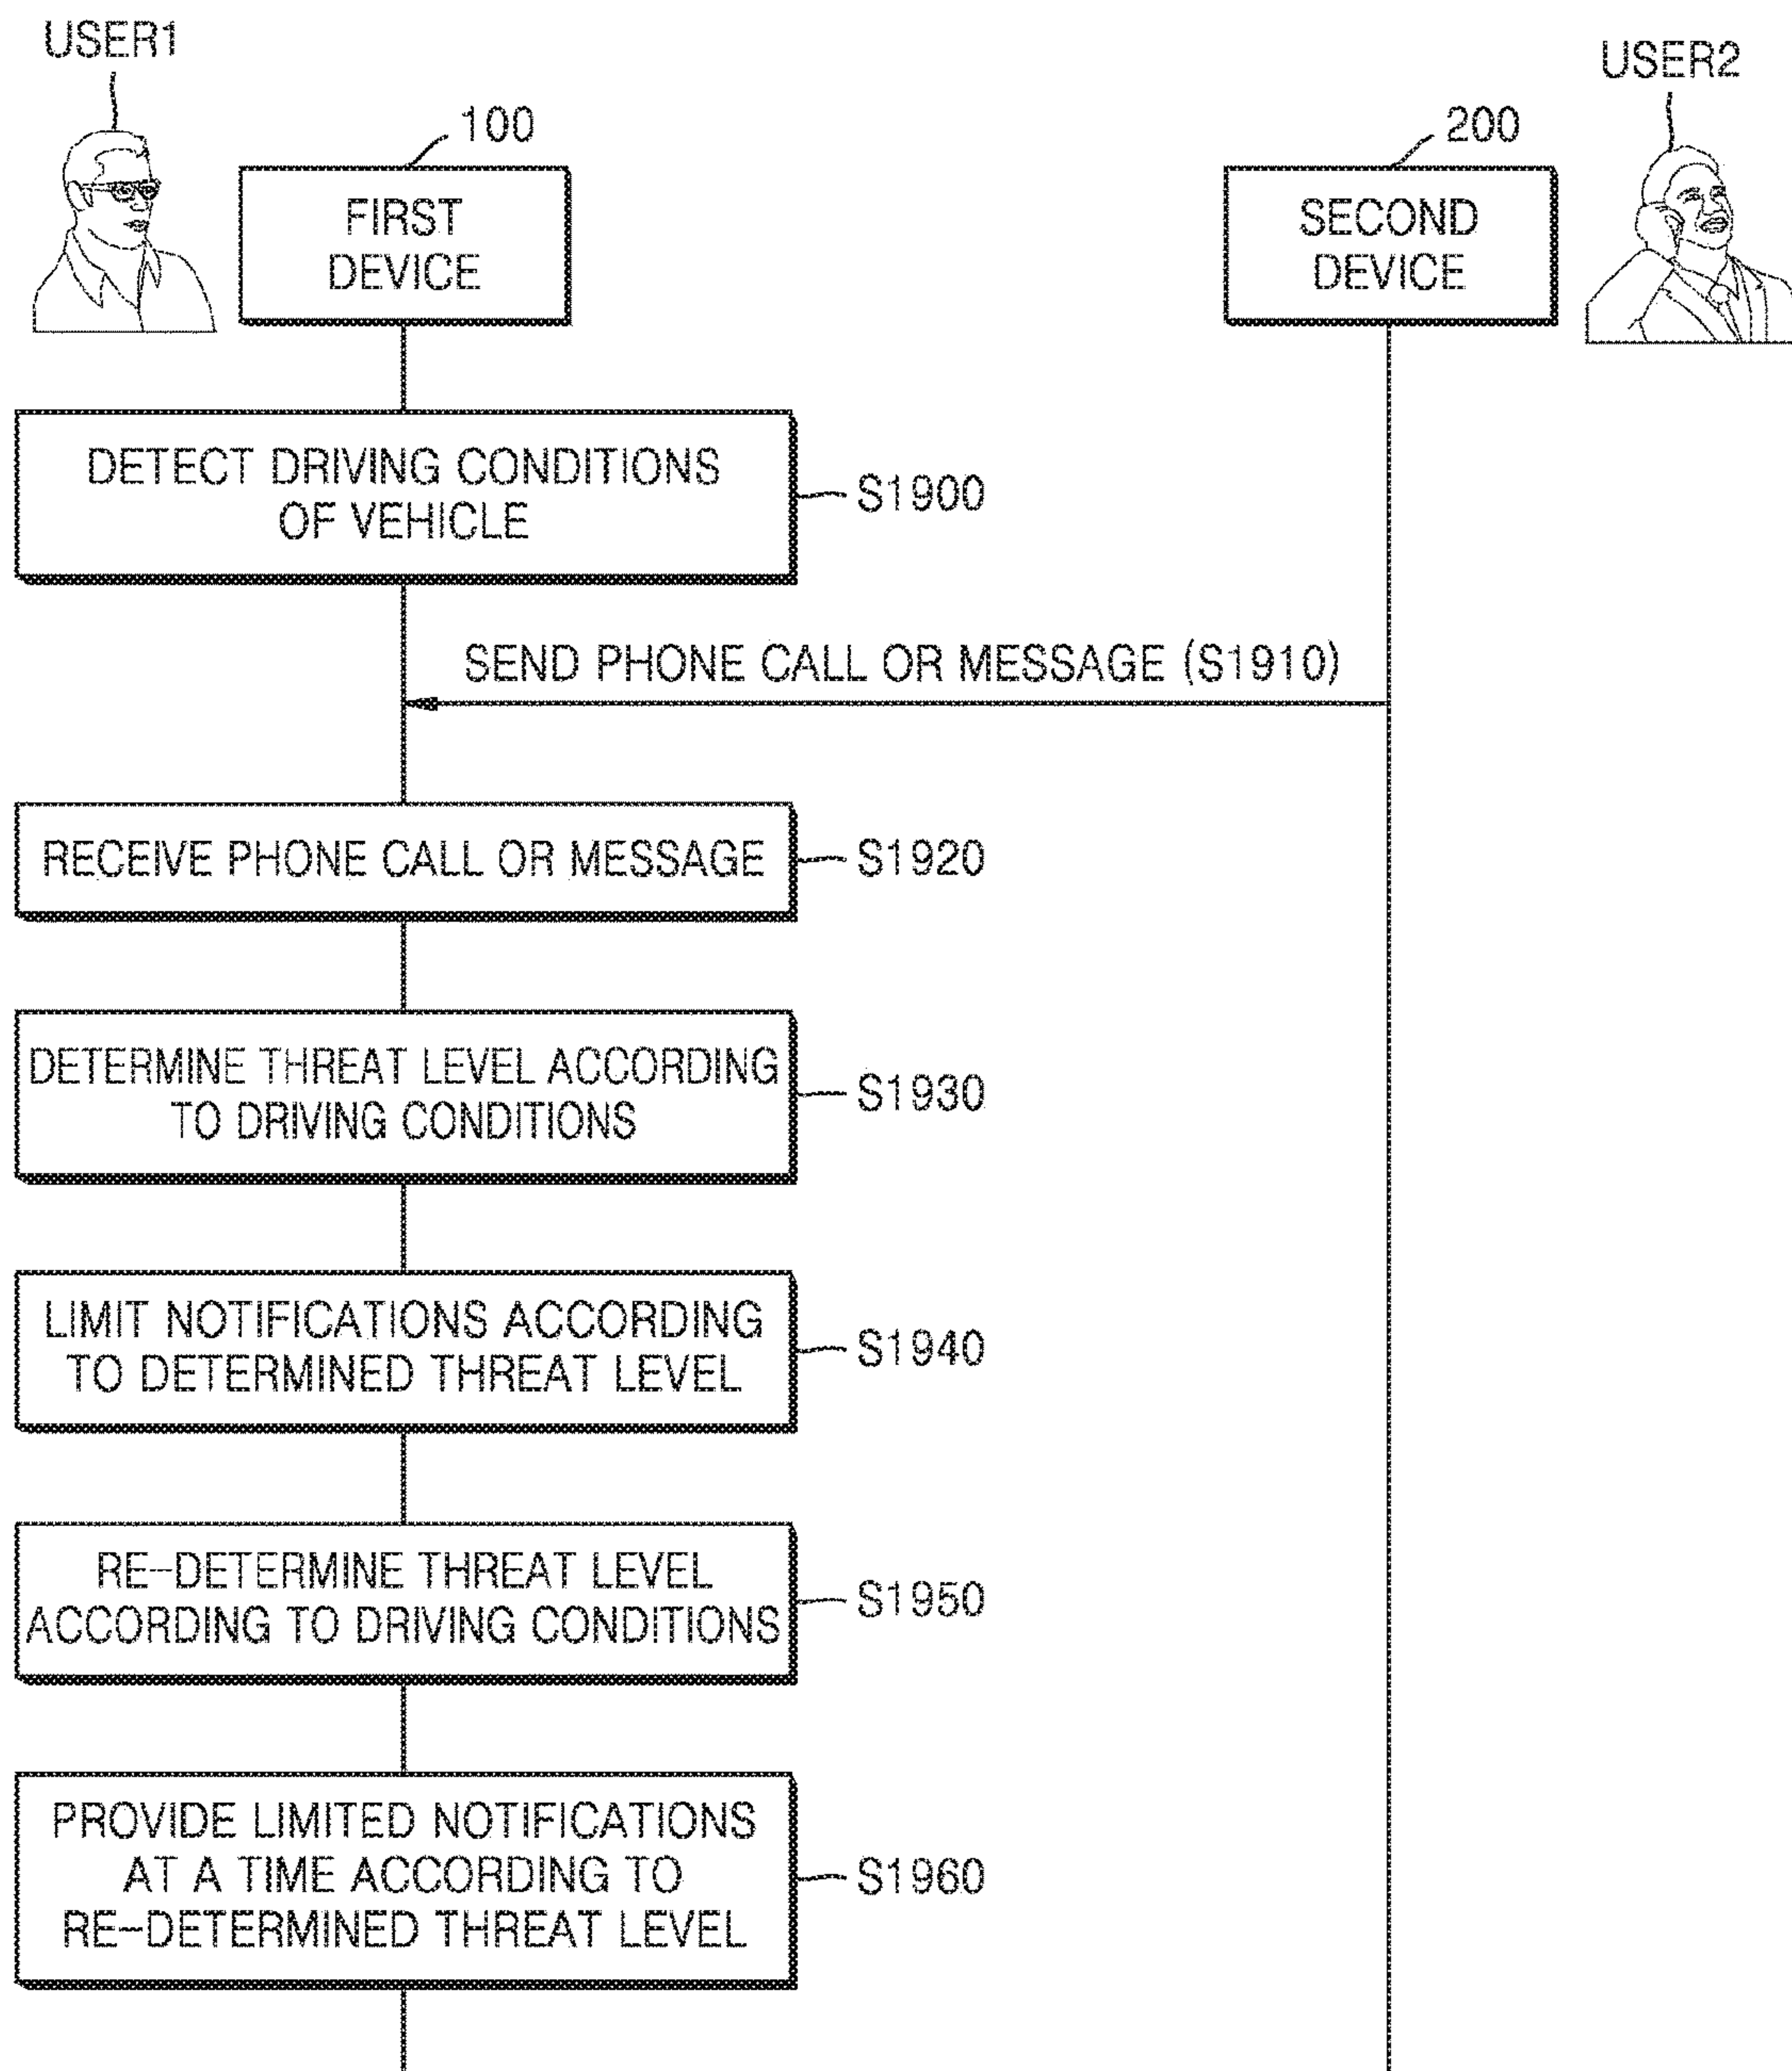 USER1
USER2
100
200
FIRST
DEVICE
SECOND
DEVICE
DETECT DRIVING CONDITIONS
OF VEHICLE
S1900
SEND PHONE CALL OR MESSAGE (S1910)
RECEIVE PHONE CALL OR MESSAGE
S1920
DETERMINE THREAT LEVEL ACCORDING
TO DRIVING CONDITIONS
S1930
LIMIT NOTIFICATIONS ACCORDING
TO DETERMINED THREAT LEVEL
S1940
RE-DETERMINE THREAT LEVEL
ACCORDING TO DRIVING CONDITIONS
S1950
PROVIDE LIMITED NOTIFICATIONS
AT A TIME ACCORDING TO
RE-DETERMINED THREAT LEVEL
S1960